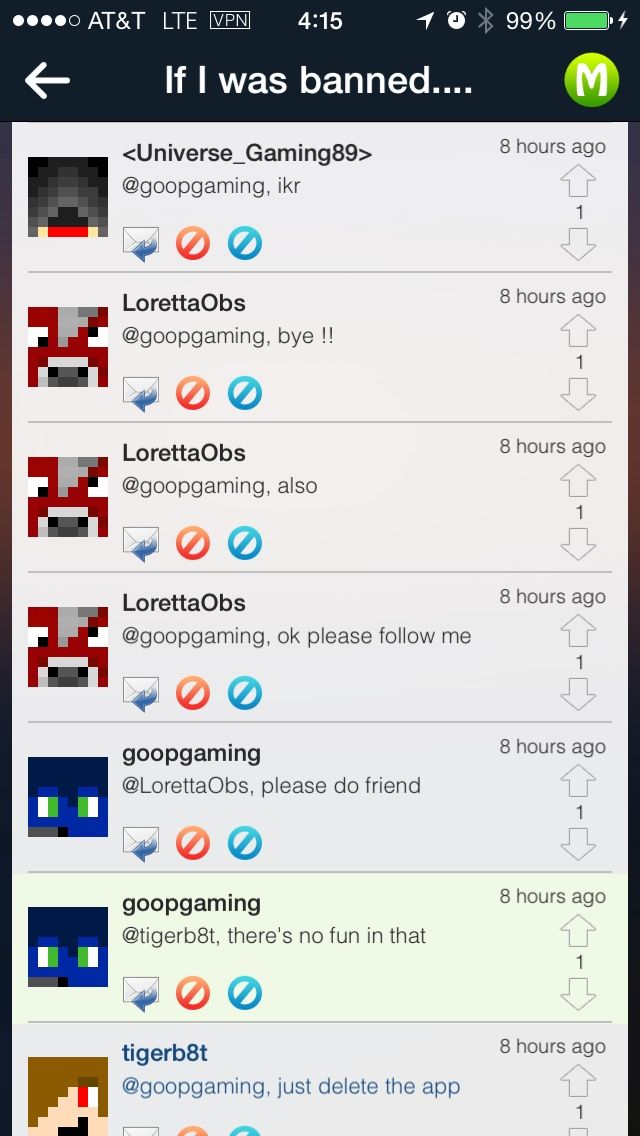 AT&T LTE VPN 4:15 99%
If I was banned....
M
<Universe_Gaming89> 8 hours ago
@goopgaming, ikr
1
LorettaObs 8 hours ago
@goopgaming, bye !!
1
LorettaObs 8 hours ago
@goopgaming, also
1
LorettaObs 8 hours ago
@goopgaming, ok please follow me
1
goopgaming 8 hours ago
@LorettaObs, please do friend
1
goopgaming 8 hours ago
@tigerb8t, there's no fun in that
1
tigerb8t 8 hours ago
@goopgaming, just delete the app
1